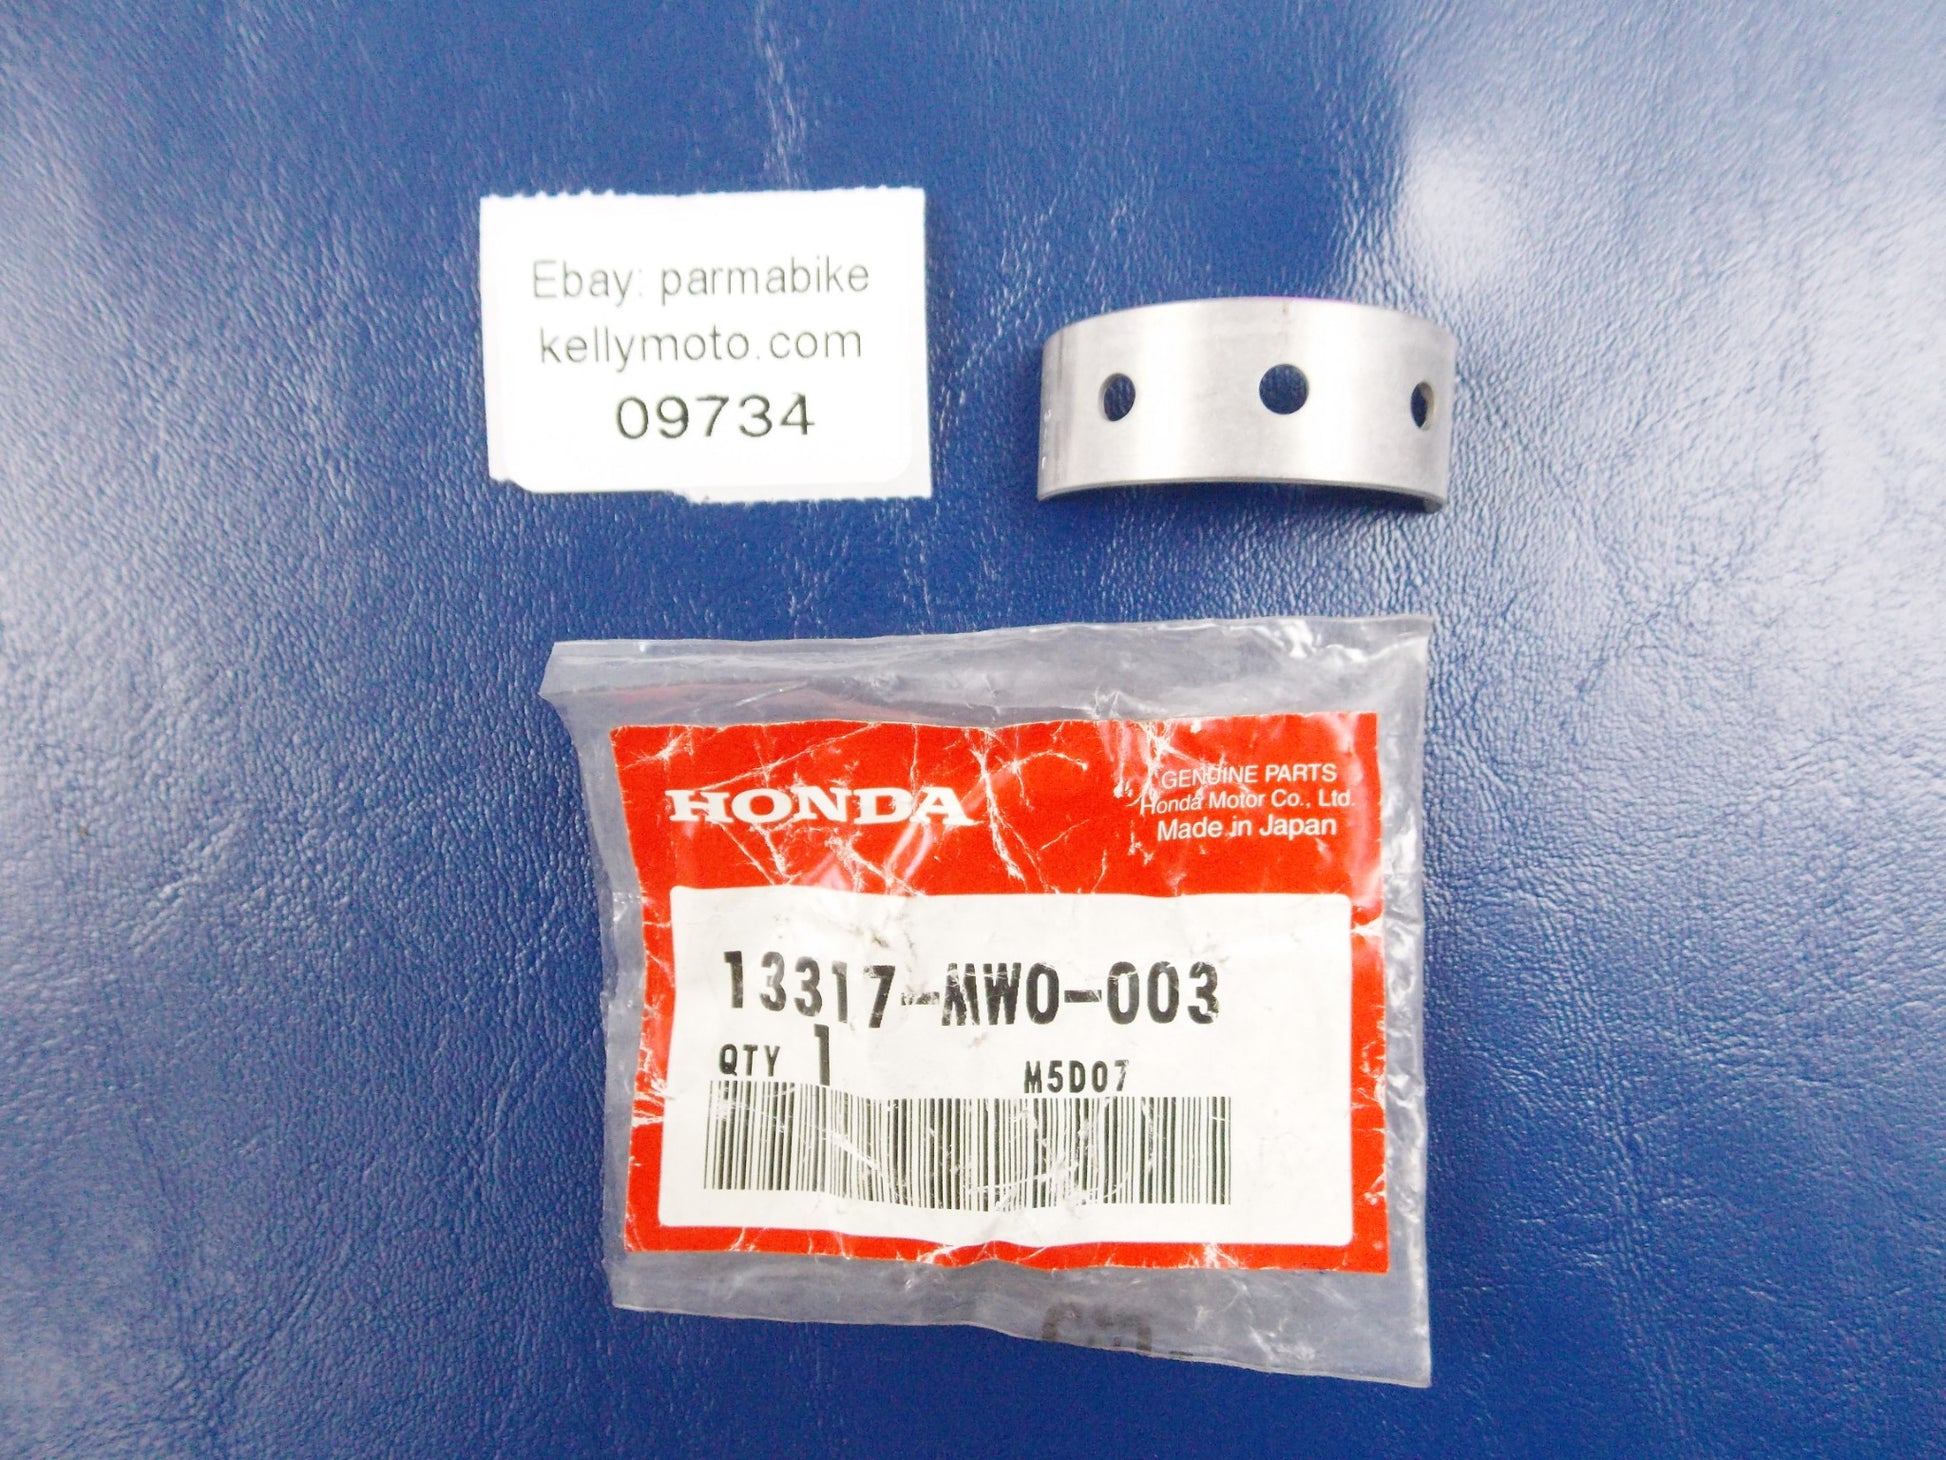 Ebay: parmabike
kellymoto.com
09734
HONDA
GENUINE PARTS
Honda Motor Co., Ltd.
Made in Japan
13317-MW0-003
QTY 1
M5D07